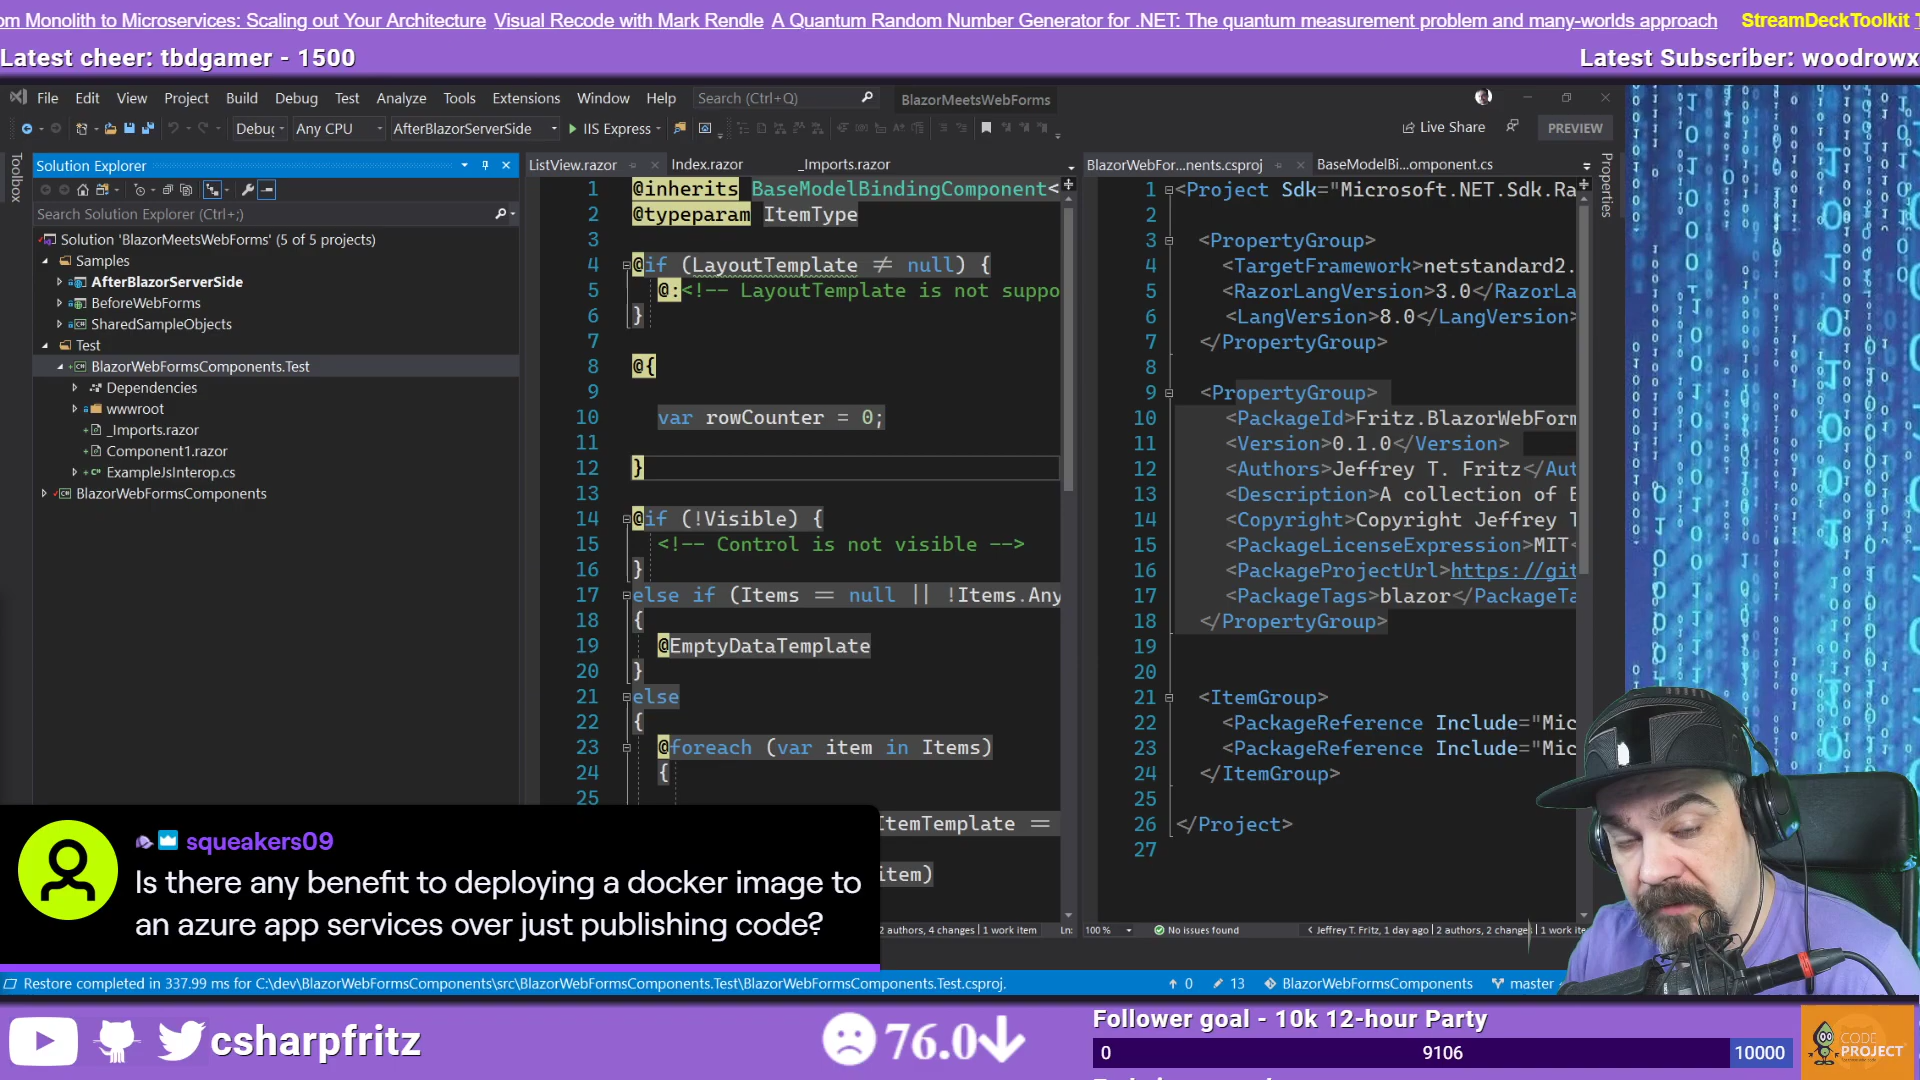 om Monolith to Microservices: Scaling out Your Architecture Visual Recode with Mark Rendle A Quantum Random Number Generator for .NET: The quantum measurement problem and many-worlds approach StreamDeckToolkit
Latest cheer: tbdgamer - 1500
Latest Subscriber: woodrowx
File Edit View Project Build Debug Test Analyze Tools Extensions Window Help Search (Ctrl+Q) BlazorMeetsWebForms
Debug Any CPU AfterBlazorServerSide IIS Express Live Share PREVIEW
Toolbox
Solution Explorer
Search Solution Explorer (Ctrl+;)
Solution 'BlazorMeetsWebForms' (5 of 5 projects)
Samples
AfterBlazorServerSide
BeforeWebForms
SharedSampleObjects
Test
BlazorWebFormsComponents.Test
Dependencies
wwwroot
_Imports.razor
Component1.razor
ExampleJsInterop.cs
BlazorWebFormsComponents
ListView.razor Index.razor _Imports.razor
1 @inherits BaseModelBindingComponent<
2 @typeparam ItemType
3
4 @if (LayoutTemplate ≠ null) {
5 @:<!-- LayoutTemplate is not suppo
6 }
7
8 @{
9
10 var rowCounter = 0;
11
12 }
13
14 @if (!Visible) {
15 <!-- Control is not visible -->
16 }
17 else if (Items == null || !Items.Any
18 {
19 @EmptyDataTemplate
20 }
21 else
22 {
23 @foreach (var item in Items)
24 {
25
ItemTemplate ==
item)
2 authors, 4 changes | 1 work item Ln:
BlazorWebFor...nents.csproj BaseModelBi...omponent.cs
Properties
1 <Project Sdk="Microsoft.NET.Sdk.Ra
2
3 <PropertyGroup>
4 <TargetFramework>netstandard2.
5 <RazorLangVersion>3.0</RazorLa
6 <LangVersion>8.0</LangVersion>
7 </PropertyGroup>
8
9 <PropertyGroup>
10 <PackageId>Fritz.BlazorWebForm
11 <Version>0.1.0</Version>
12 <Authors>Jeffrey T. Fritz</Aut
13 <Description>A collection of B
14 <Copyright>Copyright Jeffrey T
15 <PackageLicenseExpression>MIT<
16 <PackageProjectUrl>https://git
17 <PackageTags>blazor</PackageTa
18 </PropertyGroup>
19
20
21 <ItemGroup>
22 <PackageReference Include="Mic
23 <PackageReference Include="Mic
24 </ItemGroup>
25
26 </Project>
27
100 % No issues found < Jeffrey T. Fritz, 1 day ago | 2 authors, 2 changes | 1 work ite
squeakers09
Is there any benefit to deploying a docker image to
an azure app services over just publishing code?
Restore completed in 337.99 ms for C:\dev\BlazorWebFormsComponents\src\BlazorWebFormsComponents.Test\BlazorWebFormsComponents.Test.csproj. 0 13 BlazorWebFormsComponents master
csharpfritz
76.0
Follower goal - 10k 12-hour Party
0 9106 10000
CODE PROJECT